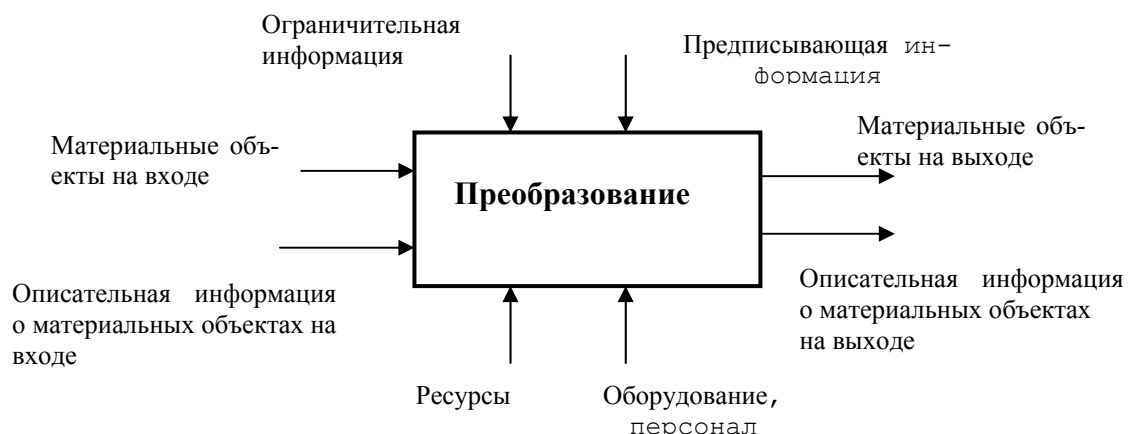 Ограничительная
информация
Предписывающая ин-
формация
Материальные объ-
екты на входе
Материальные объ-
екты на выходе
Преобразование
Описательная информация
о материальных объектах на
входе
Описательная информация
о материальных объектах
на выходе
Ресурсы
Оборудование,
персонал